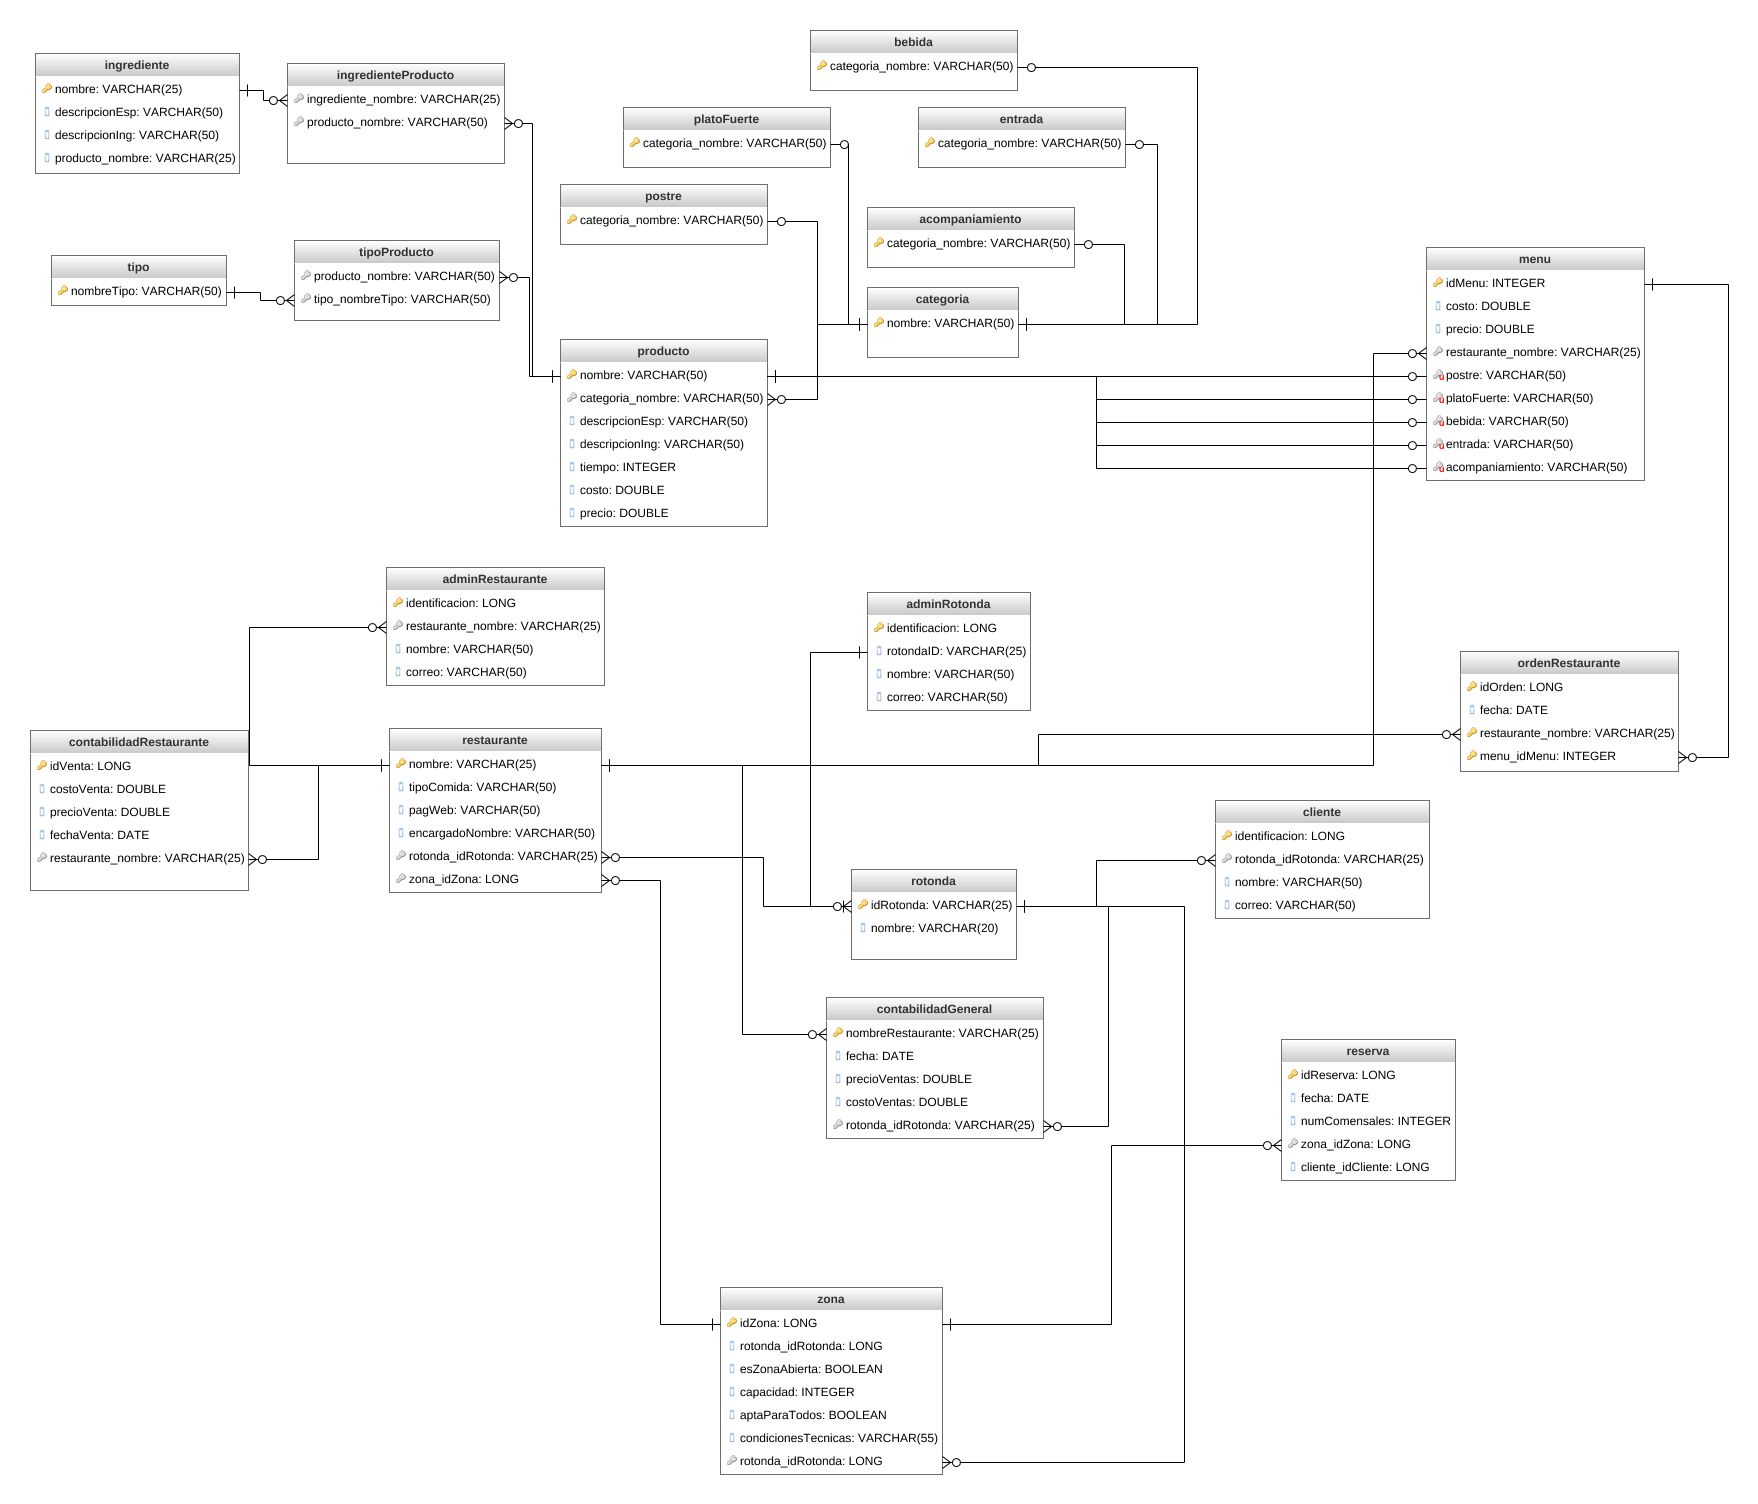 bebida
categoria_nombre: VARCHAR(50)
ingrediente
nombre: VARCHAR(25)
descripcionEsp: VARCHAR(50)
descripcionIng: VARCHAR(50)
producto_nombre: VARCHAR(25)
ingredienteProducto
ingrediente_nombre: VARCHAR(25)
producto_nombre: VARCHAR(50)
platoFuerte
categoria_nombre: VARCHAR(50)
entrada
categoria_nombre: VARCHAR(50)
postre
categoria_nombre: VARCHAR(50)
acompaniamiento
categoria_nombre: VARCHAR(50)
tipo
nombreTipo: VARCHAR(50)
tipoProducto
producto_nombre: VARCHAR(50)
tipo_nombreTipo: VARCHAR(50)
categoria
nombre: VARCHAR(50)
menu
idMenu: INTEGER
costo: DOUBLE
precio: DOUBLE
restaurante_nombre: VARCHAR(25)
postre: VARCHAR(50)
platoFuerte: VARCHAR(50)
bebida: VARCHAR(50)
entrada: VARCHAR(50)
acompaniamiento: VARCHAR(50)
producto
nombre: VARCHAR(50)
categoria_nombre: VARCHAR(50)
descripcionEsp: VARCHAR(50)
descripcionIng: VARCHAR(50)
tiempo: INTEGER
costo: DOUBLE
precio: DOUBLE
adminRestaurante
identificacion: LONG
restaurante_nombre: VARCHAR(25)
nombre: VARCHAR(50)
correo: VARCHAR(50)
adminRotonda
identificacion: LONG
rotondaID: VARCHAR(25)
nombre: VARCHAR(50)
correo: VARCHAR(50)
ordenRestaurante
idOrden: LONG
fecha: DATE
restaurante_nombre: VARCHAR(25)
menu_idMenu: INTEGER
contabilidadRestaurante
idVenta: LONG
costoVenta: DOUBLE
precioVenta: DOUBLE
fechaVenta: DATE
restaurante_nombre: VARCHAR(25)
restaurante
nombre: VARCHAR(25)
tipoComida: VARCHAR(50)
pagWeb: VARCHAR(50)
encargadoNombre: VARCHAR(50)
rotonda_idRotonda: VARCHAR(25)
zona_idZona: LONG
cliente
identificacion: LONG
rotonda_idRotonda: VARCHAR(25)
nombre: VARCHAR(50)
correo: VARCHAR(50)
rotonda
idRotonda: VARCHAR(25)
nombre: VARCHAR(20)
contabilidadGeneral
nombreRestaurante: VARCHAR(25)
fecha: DATE
precioVentas: DOUBLE
costoVentas: DOUBLE
rotonda_idRotonda: VARCHAR(25)
reserva
idReserva: LONG
fecha: DATE
numComensales: INTEGER
zona_idZona: LONG
cliente_idCliente: LONG
zona
idZona: LONG
rotonda_idRotonda: LONG
esZonaAbierta: BOOLEAN
capacidad: INTEGER
aptaParaTodos: BOOLEAN
condicionesTecnicas: VARCHAR(55)
rotonda_idRotonda: LONG